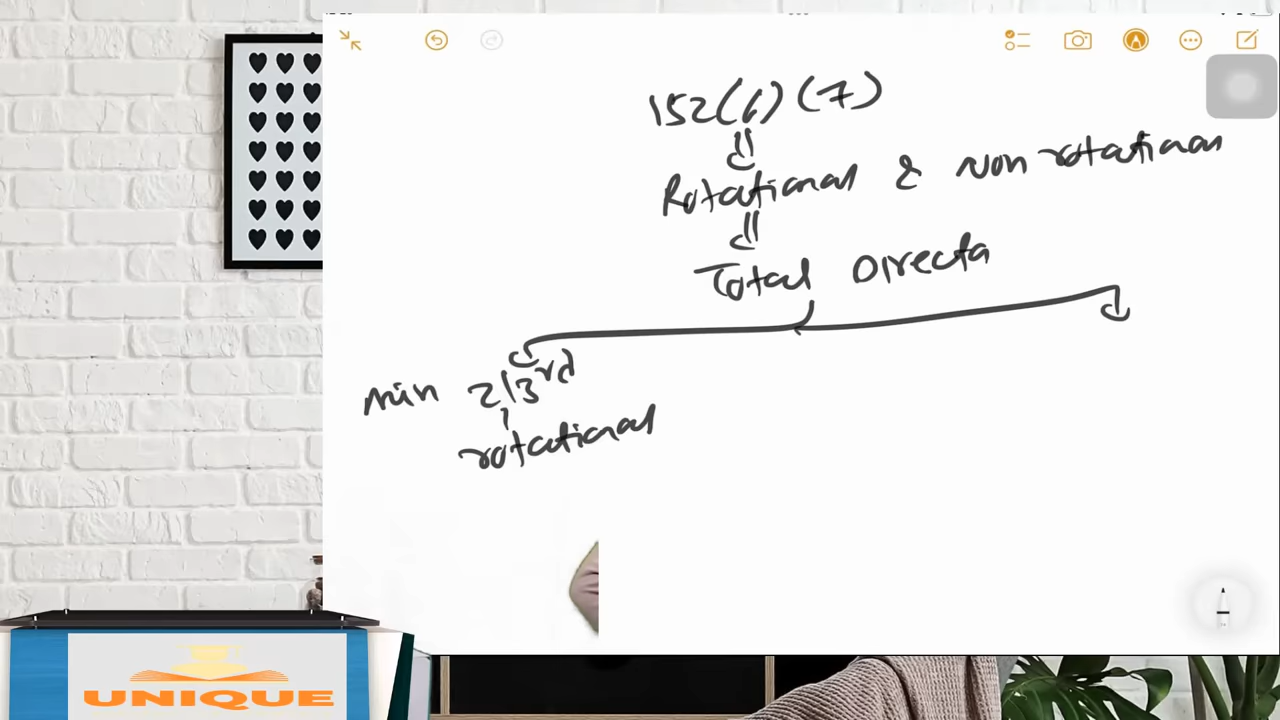 152(6) (7)
Rotational & Non rotational
Total Directa
min 2/3rd
rotational
UNIQUE